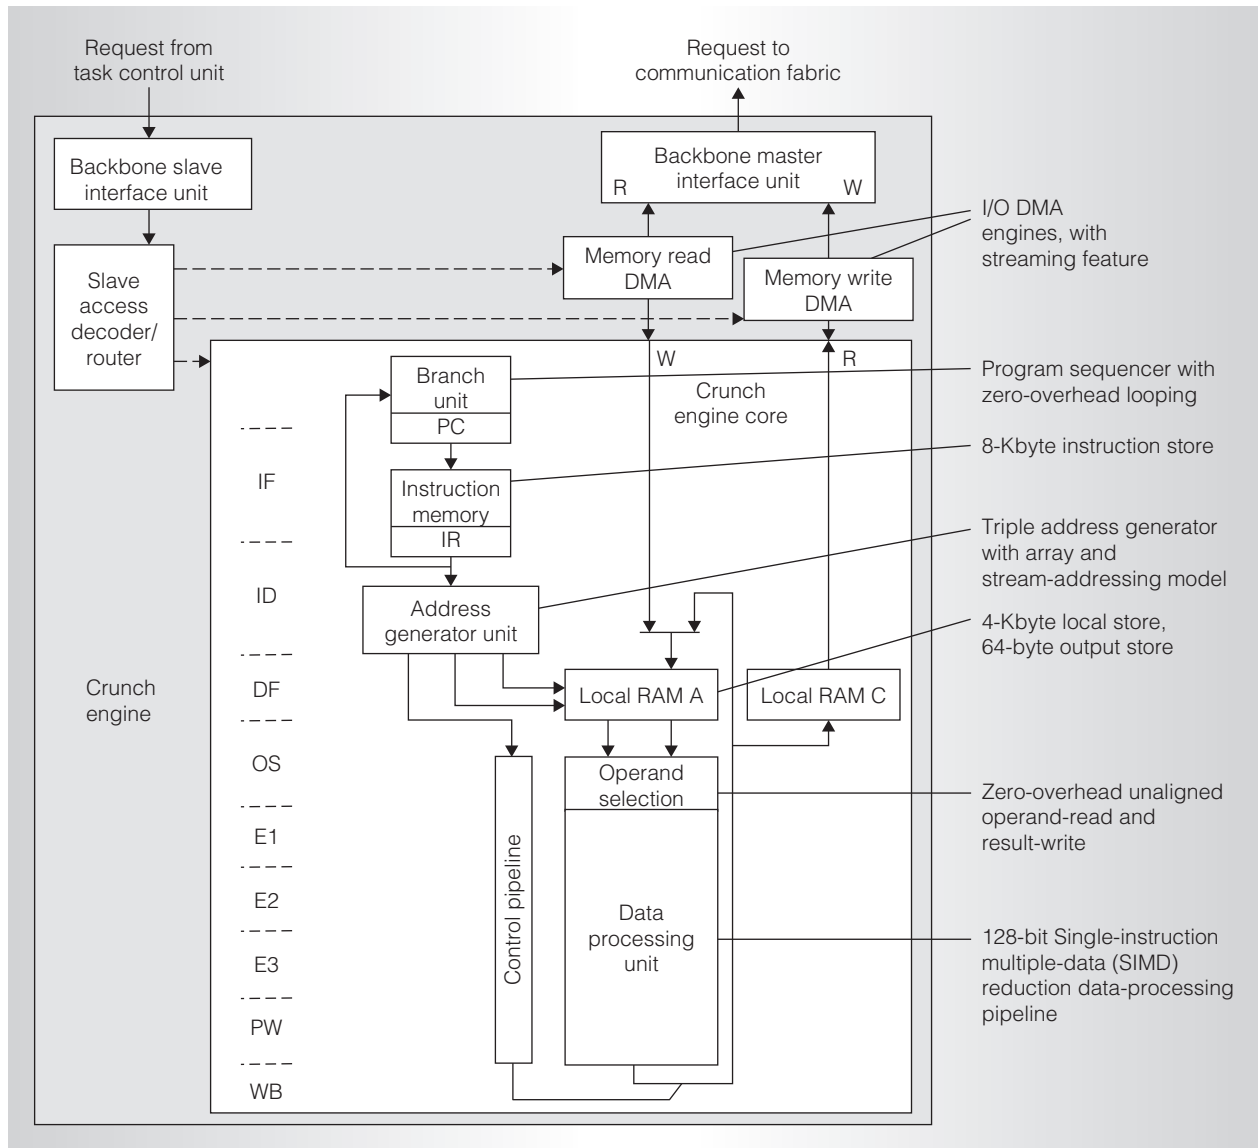 Request from
task control unit
Request to
communication fabric
Backbone slave
interface unit
Backbone master
interface unit
R
W
I/O DMA
engines, with
streaming feature
Slave
access
decoder/
router
Memory read
DMA
Memory write
DMA
W
R
Branch
unit
PC
Crunch
engine core
Program sequencer with
zero-overhead looping
IF
Instruction
memory
IR
8-Kbyte instruction store
Triple address generator
with array and
stream-addressing model
ID
Address
generator unit
4-Kbyte local store,
64-byte output store
Crunch
engine
DF
Local RAM A
Local RAM C
OS
Operand
selection
Zero-overhead unaligned
operand-read and
result-write
E1
E2
E3
PW
WB
Control pipeline
Data
processing
unit
128-bit Single-instruction
multiple-data (SIMD)
reduction data-processing
pipeline